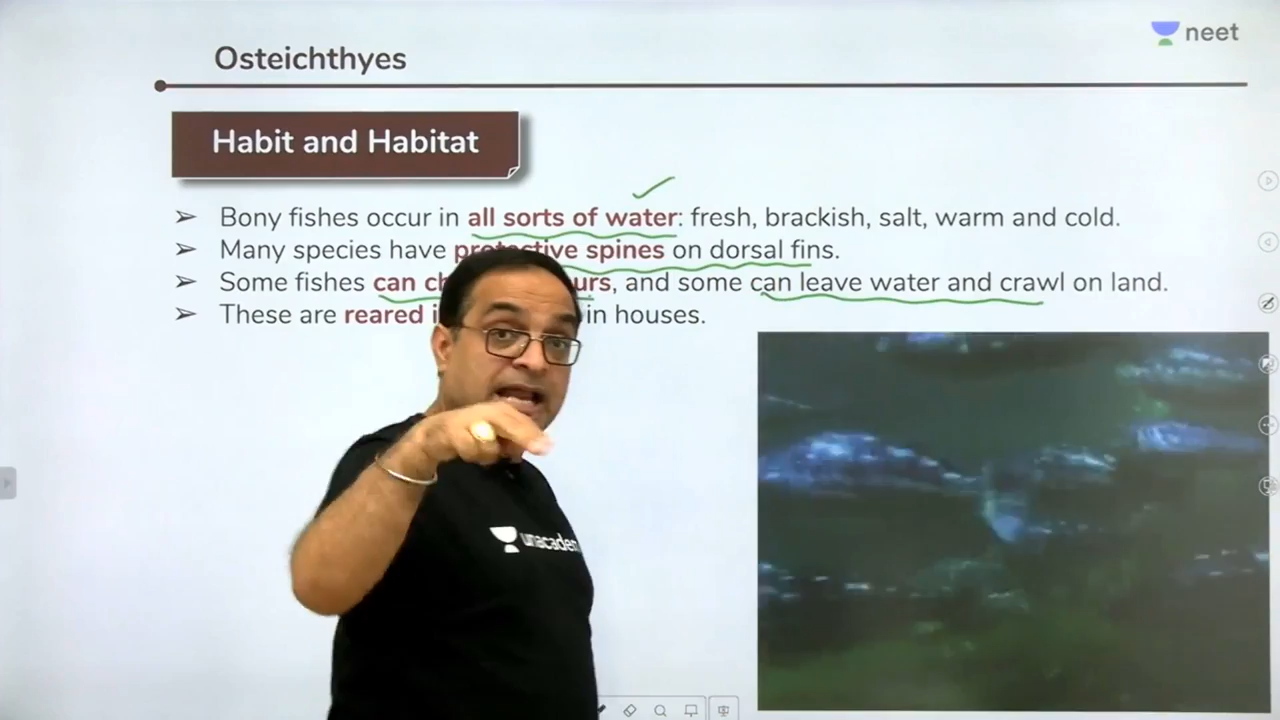 neet
Osteichthyes
Habit and Habitat
➢ Bony fishes occur in all sorts of water: fresh, brackish, salt, warm and cold.
➢ Many species have protective spines on dorsal fins.
➢ Some fishes can, and some can leave water and crawl on land.
➢ These are reared in houses.